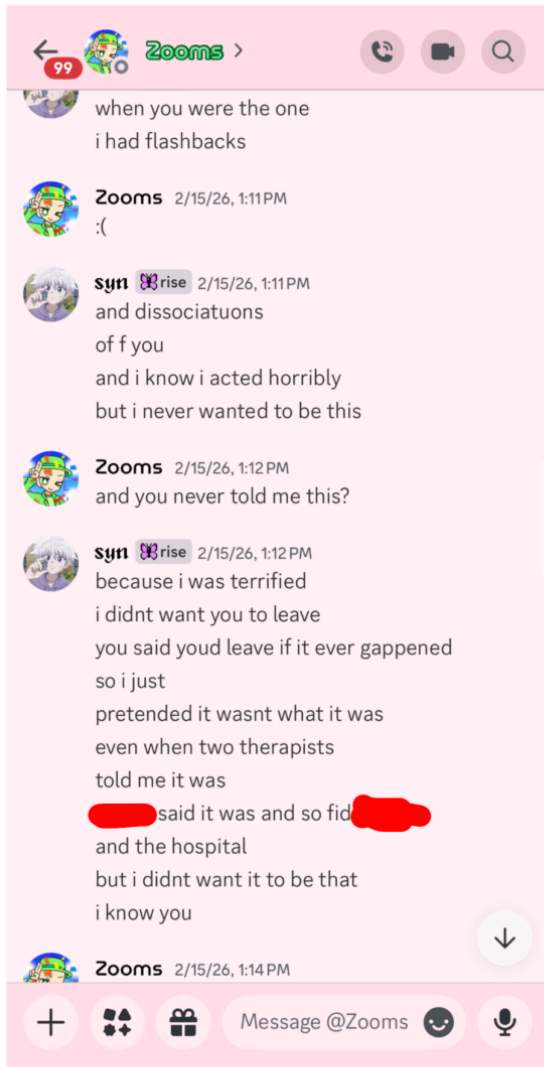 99
Zooms >
when you were the one
i had flashbacks
Zooms 2/15/26, 1:11 PM
:(
syn rise 2/15/26, 1:11 PM
and dissociatuons
of f you
and i know i acted horribly
but i never wanted to be this
Zooms 2/15/26, 1:12 PM
and you never told me this?
syn rise 2/15/26, 1:12 PM
because i was terrified
i didnt want you to leave
you said youd leave if it ever gappened
so i just
pretended it wasnt what it was
even when two therapists
told me it was
said it was and so fid
and the hospital
but i didnt want it to be that
i know you
Zooms 2/15/26, 1:14 PM
Message @Zooms